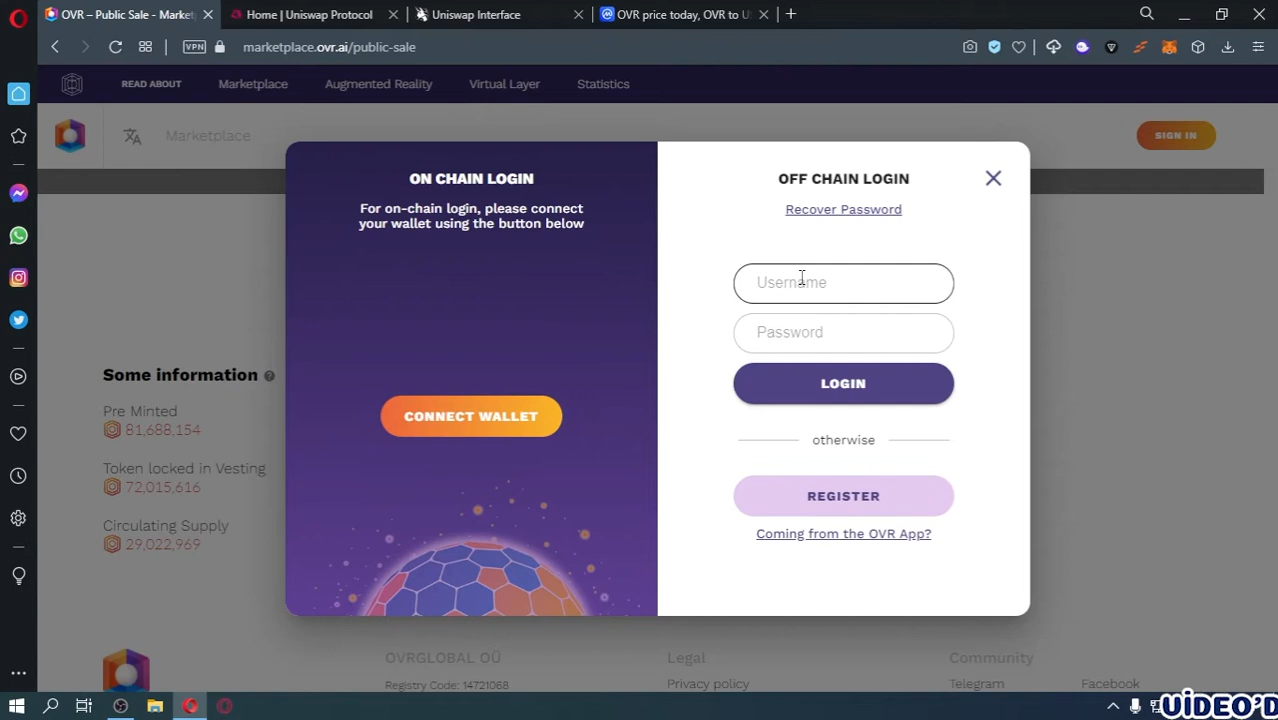 OVR – Public Sale - Market
Home | Uniswap Protocol
Uniswap Interface
OVR price today, OVR to U
VPN
marketplace.ovr.ai/public-sale
READ ABOUT
Marketplace
Augmented Reality
Virtual Layer
Statistics
Marketplace
SIGN IN
ON CHAIN LOGIN
For on-chain login, please connect
your wallet using the button below
CONNECT WALLET
OFF CHAIN LOGIN
Recover Password
Username
Password
LOGIN
otherwise
REGISTER
Coming from the OVR App?
Some information
Pre Minted
81,688,154
Token locked in Vesting
72,015,616
Circulating Supply
29,022,969
OVRGLOBAL OÜ
Registry Code: 14721068
Legal
Privacy policy
Community
Telegram
Facebook
UİDEO'D